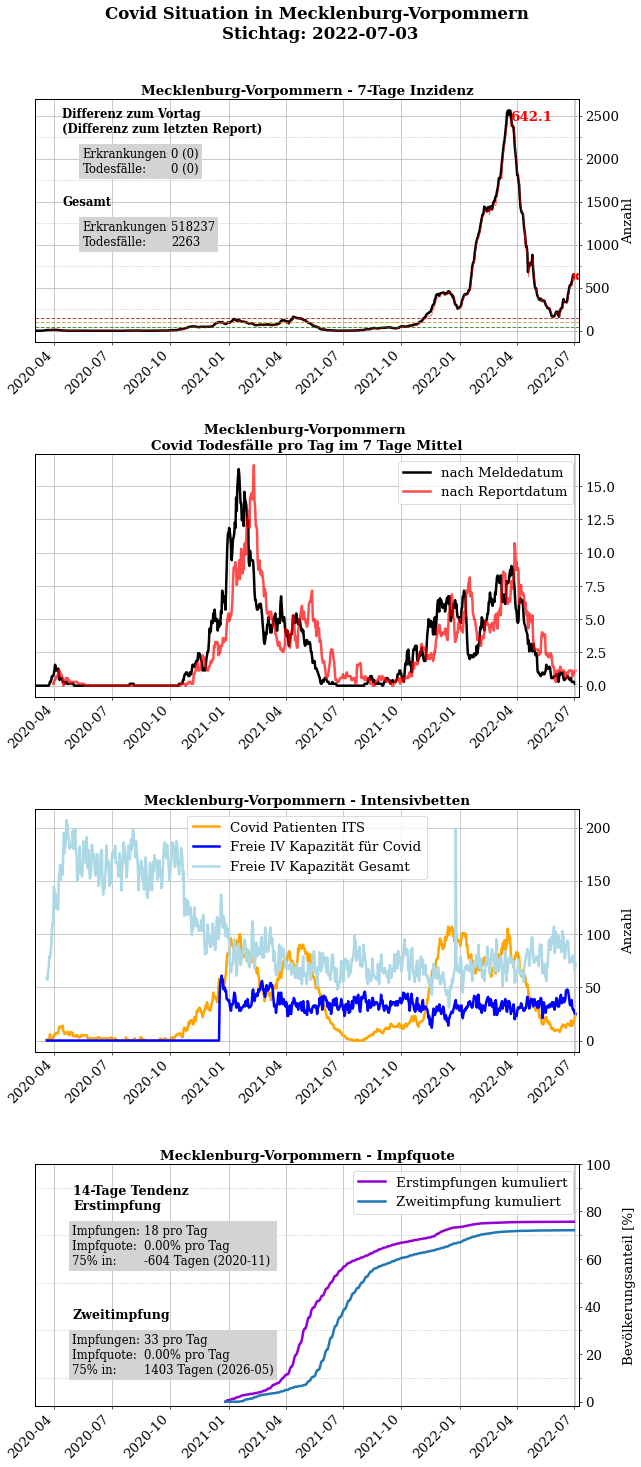 Covid Situation in Mecklenburg-Vorpommern
Stichtag: 2022-07-03
Mecklenburg-Vorpommern - 7-Tage Inzidenz
Differenz zum Vortag
(Differenz zum letzten Report)
Erkrankungen 0 (0)
Todesfälle: 0 (0)
Gesamt
Erkrankungen 518237
Todesfälle: 2263
642.1
2500
2000
1500
1000
500
0
Anzahl
2020-04 2020-07 2020-10 2021-01 2021-04 2021-07 2021-10 2022-01 2022-04 2022-07
Mecklenburg-Vorpommern
Covid Todesfälle pro Tag im 7 Tage Mittel
nach Meldedatum
nach Reportdatum
15.0
12.5
10.0
7.5
5.0
2.5
0.0
2020-04 2020-07 2020-10 2021-01 2021-04 2021-07 2021-10 2022-01 2022-04 2022-07
Mecklenburg-Vorpommern - Intensivbetten
Covid Patienten ITS
Freie IV Kapazität für Covid
Freie IV Kapazität Gesamt
200
150
100
50
0
Anzahl
2020-04 2020-07 2020-10 2021-01 2021-04 2021-07 2021-10 2022-01 2022-04 2022-07
Mecklenburg-Vorpommern - Impfquote
14-Tage Tendenz
Erstimpfung
Impfungen: 18 pro Tag
Impfquote: 0.00% pro Tag
75% in: -604 Tagen (2020-11)
Zweitimpfung
Impfungen: 33 pro Tag
Impfquote: 0.00% pro Tag
75% in: 1403 Tagen (2026-05)
Erstimpfungen kumuliert
Zweitimpfung kumuliert
100
80
60
40
20
0
Bevölkerungsanteil [%]
2020-04 2020-07 2020-10 2021-01 2021-04 2021-07 2021-10 2022-01 2022-04 2022-07